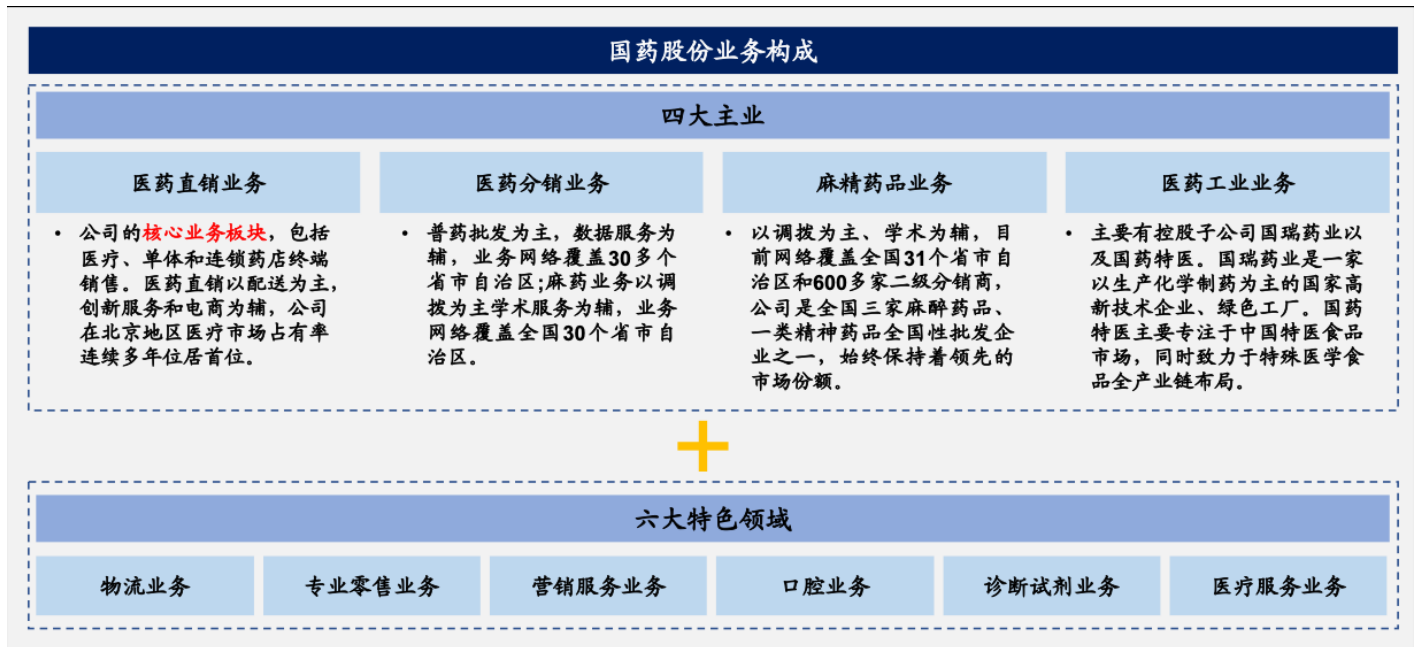 国药股份业务构成
四大主业
医药直销业务
• 公司的核心业务板块，包括
医疗、单体和连锁药店终端
销售。医药直销以配送为主，
创新服务和电商为辅，公司
在北京地区医疗市场占有率
连续多年位居首位。
医药分销业务
• 普药批发为主，数据服务为
辅，业务网络覆盖30多个
省市自治区;麻药业务以调
拨为主学术服务为辅，业务
网络覆盖全国30个省市自
治区。
麻精药品业务
• 以调拨为主、学术为辅，目
前网络覆盖全国31个省市自
治区和600多家二级分销商，
公司是全国三家麻醉药品、
一类精神药品全国性批发企
业之一，始终保持着领先的
市场份额。
医药工业业务
• 主要有控股子公司国瑞药业以
及国药特医。国瑞药业是一家
以生产化学制药为主的国家高
新技术企业、绿色工厂。国药
特医主要专注于中国特医食品
市场，同时致力于特殊医学食
品全产业链布局。
六大特色领域
物流业务
专业零售业务
营销服务业务
口腔业务
诊断试剂业务
医疗服务业务